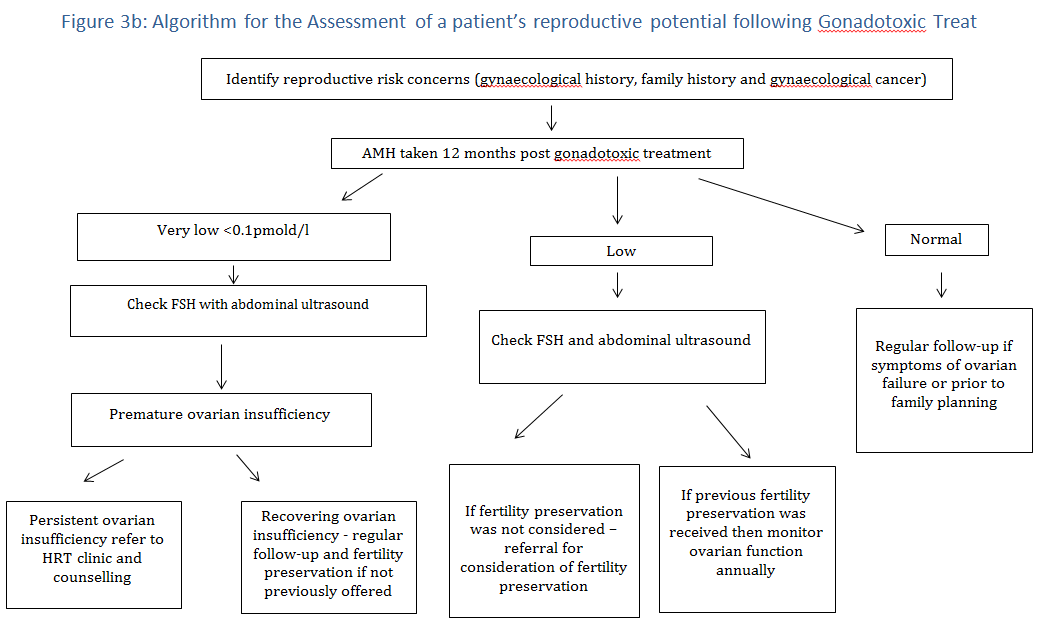 Figure 3b: Algorithm for the Assessment of a patient's reproductive potential following Gonadotoxic Treat
Identify reproductive risk concerns (gynaecological history, family history and gynaecological cancer)
AMH taken 12 months post gonadotoxic treatment
Very low <0.1pmold/l
Low
Normal
Check FSH with abdominal ultrasound
Check FSH and abdominal ultrasound
Regular follow-up if
symptoms of ovarian
failure or prior to
family planning
Premature ovarian insufficiency
Persistent ovarian
insufficiency refer to
HRT clinic and
counselling
Recovering ovarian
insufficiency - regular
follow-up and fertility
preservation if not
previously offered
If fertility preservation
was not considered –
referral for
consideration of fertility
preservation
If previous fertility
preservation was
received then monitor
ovarian function
annually